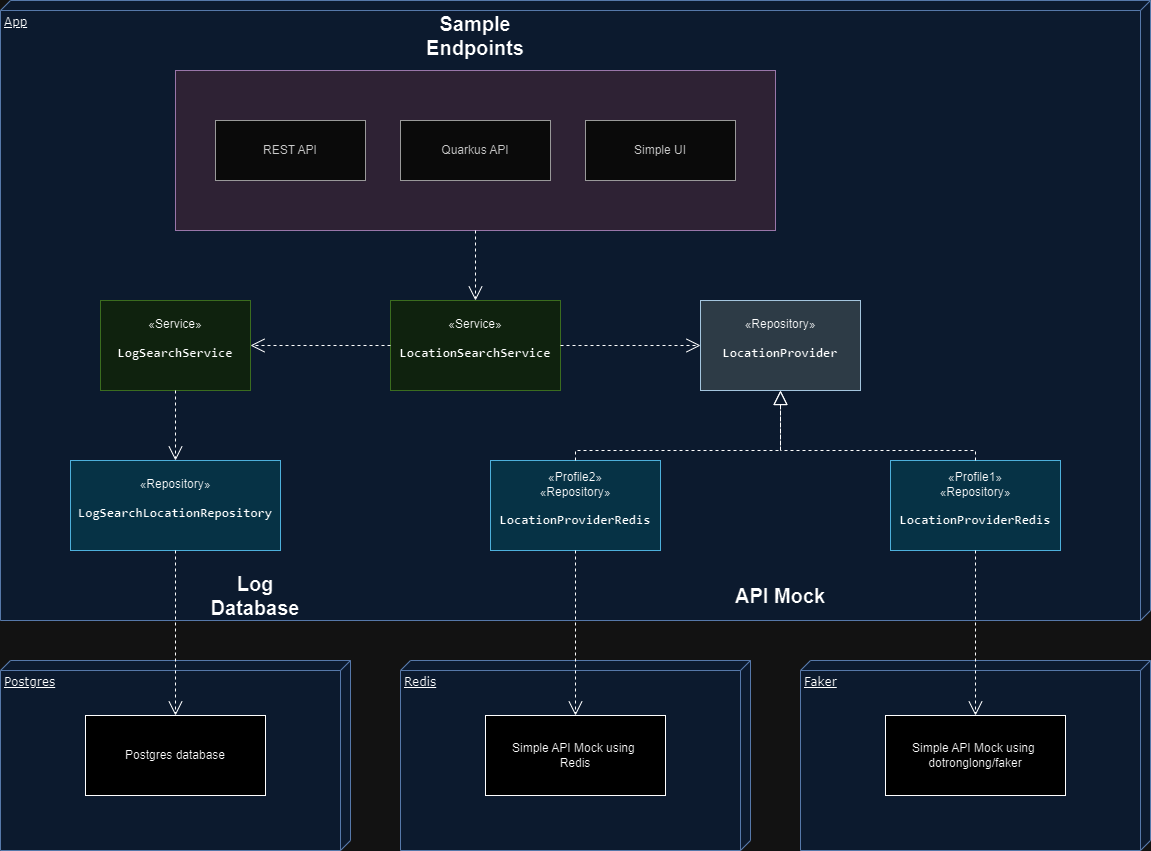 App
Sample
Endpoints
REST API
Quarkus API
Simple UI
«Service»
LogSearchService
«Service»
LocationSearchService
«Repository»
LocationProvider
«Repository»
LogSearchLocationRepository
«Profile2»
«Repository»
LocationProviderRedis
«Profile1»
«Repository»
LocationProviderRedis
Log
Database
API Mock
Postgres
Postgres database
Redis
Simple API Mock using
Redis
Faker
Simple API Mock using
dotronglong/faker